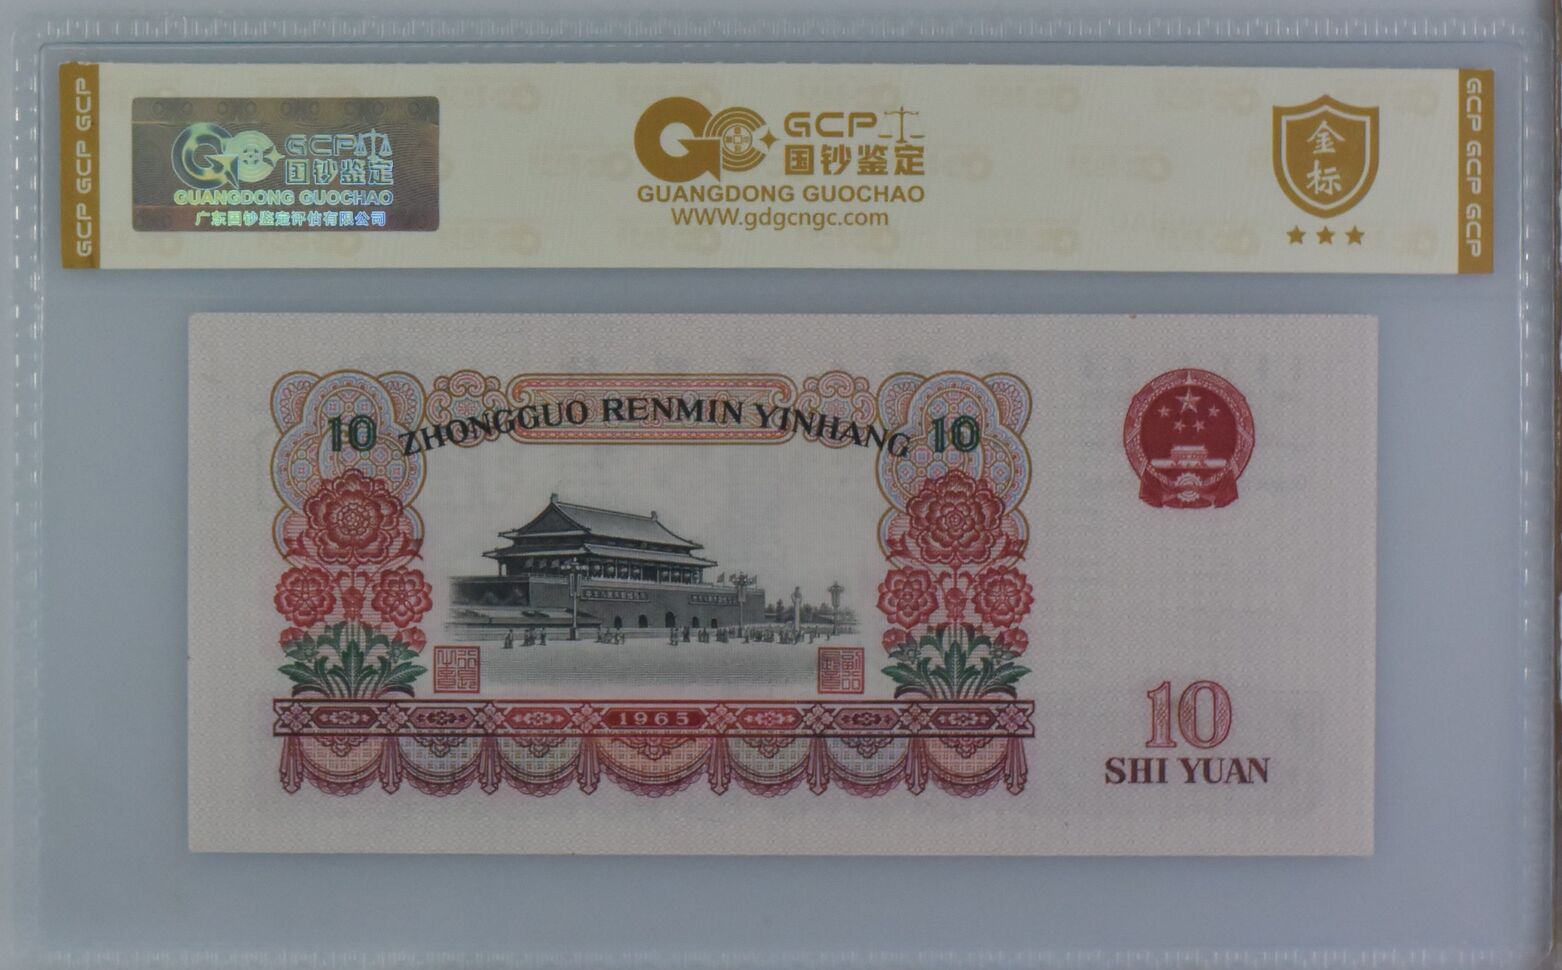 GCP GCP GCP
GCP
国钞鉴定
GUANGDONG GUOCHAO
广东国钞鉴定评估有限公司
GCP
国钞鉴定
GUANGDONG GUOCHAO
WWW.gdgcngc.com
金
标
GCP GCP GCP
10 ZHONGGUO RENMIN YINHANG 10
1965
10
SHI YUAN